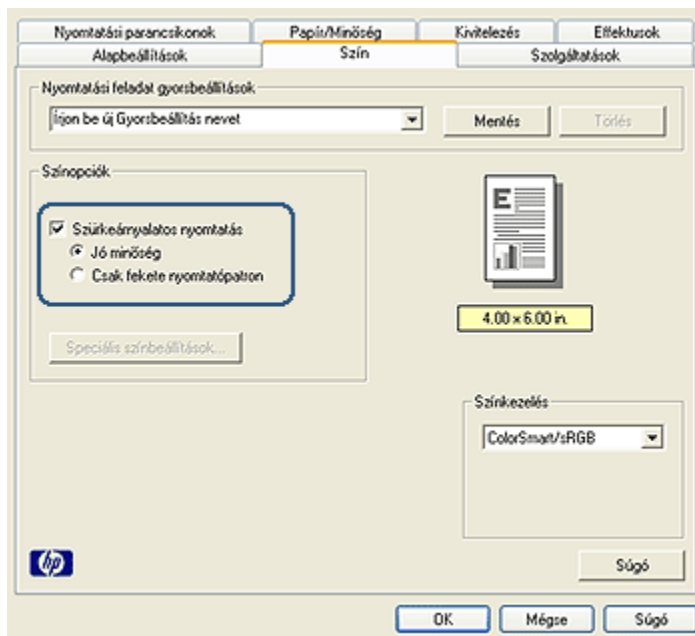 Nyomtatási parancsikonok
Papír/Minőség
Kivitelezés
Effektusok
Alapbeállítások
Szín
Szolgáltatások
Nyomtatási feladat gyorsbeállítások
Írjon be új Gyorsbeállítás nevet
Mentés
Törlés
Színopciók
Szürkeárnyalatos nyomtatás
Jó minőség
Csak fekete nyomtatópatron
Speciális színbeállítások...
E
4.00 × 6.00 in.
Színkezelés
ColorSmart/sRGB
hp
Súgó
OK
Mégse
Súgó